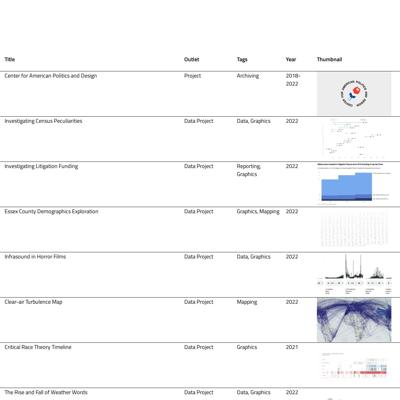 Title Outlet Tags Year Thumbnail
Center for American Politics and Design Project Archiving 2018-
2022
Investigating Census Peculiarities Data Project Data, Graphics 2022
Investigating Litigation Funding Data Project Reporting, 2022
Graphics
Essex County Demographics Exploration Data Project Graphics, Mapping 2022
Infrasound in Horror Films Data Project Data, Graphics 2022
Clear-air Turbulence Map Data Project Mapping 2022
Critical Race Theory Timeline Data Project Graphics 2021
The Rise and Fall of Weather Words Data Project Data, Graphics 2022